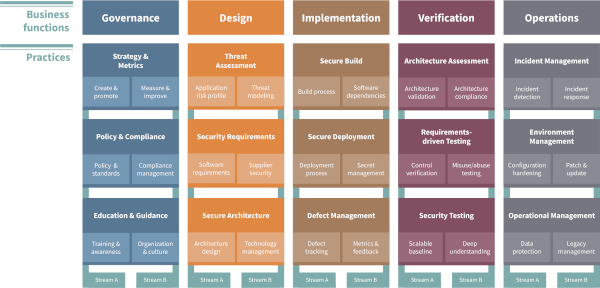 Business
functions
Governance
Design
Implementation
Verification
Operations
Practices
Strategy &
Metrics
Create &
promote
Measure &
improve
Threat
Assessment
Application
risk profile
Threat
modeling
Secure Build
Build process
Software
dependencies
Architecture Assessment
Architecture
validation
Architecture
compliance
Incident Management
Incident
detection
Incident
response
Policy & Compliance
Policy &
standards
Compliance
management
Security Requirements
Software
requirements
Supplier
security
Secure Deployment
Deployment
process
Secret
management
Requirements-
driven Testing
Control
verification
Misuse/abuse
testing
Environment
Management
Configuration
hardening
Patch &
update
Education & Guidance
Training &
awareness
Organization
& culture
Secure Architecture
Architecture
design
Technology
management
Defect Management
Defect
tracking
Metrics &
feedback
Security Testing
Scalable
baseline
Deep
understanding
Operational Management
Data
protection
Legacy
management
Stream A
Stream B
Stream A
Stream B
Stream A
Stream B
Stream A
Stream B
Stream A
Stream B